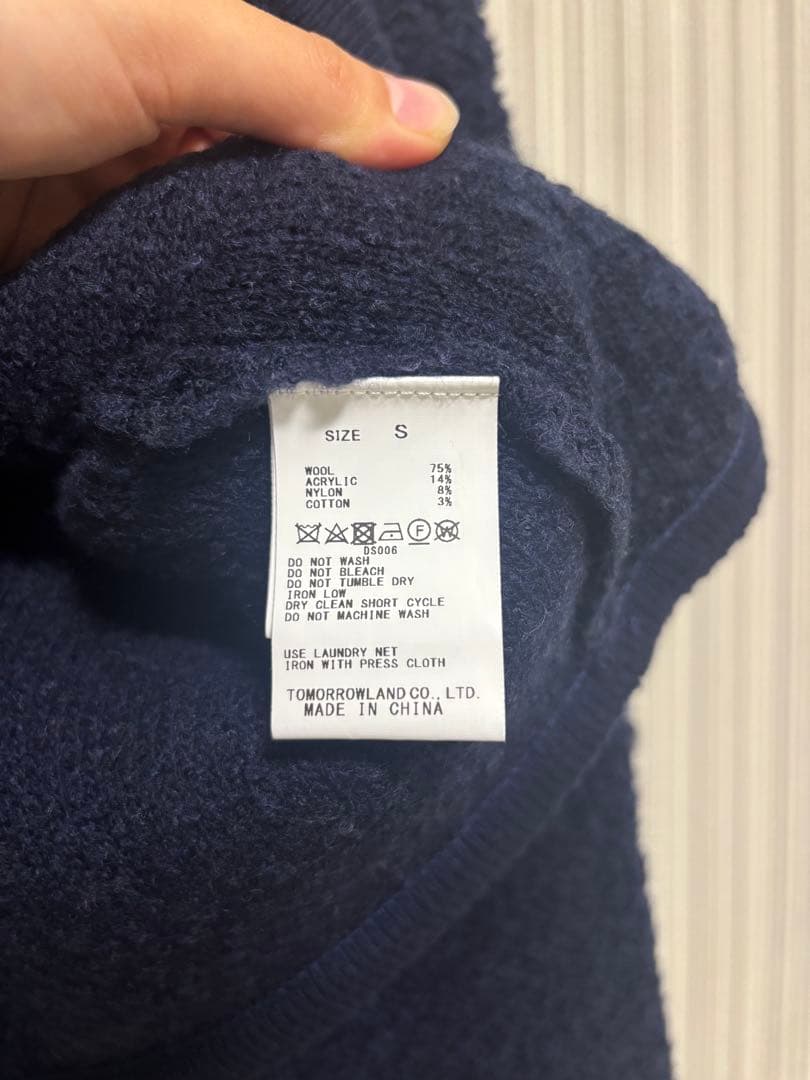 SIZE S
WOOL 75%
ACRYLIC 14%
NYLON 8%
COTTON 3%
F W
DS006
DO NOT WASH
DO NOT BLEACH
DO NOT TUMBLE DRY
IRON LOW
DRY CLEAN SHORT CYCLE
DO NOT MACHINE WASH
USE LAUNDRY NET
IRON WITH PRESS CLOTH
TOMORROWLAND CO., LTD.
MADE IN CHINA